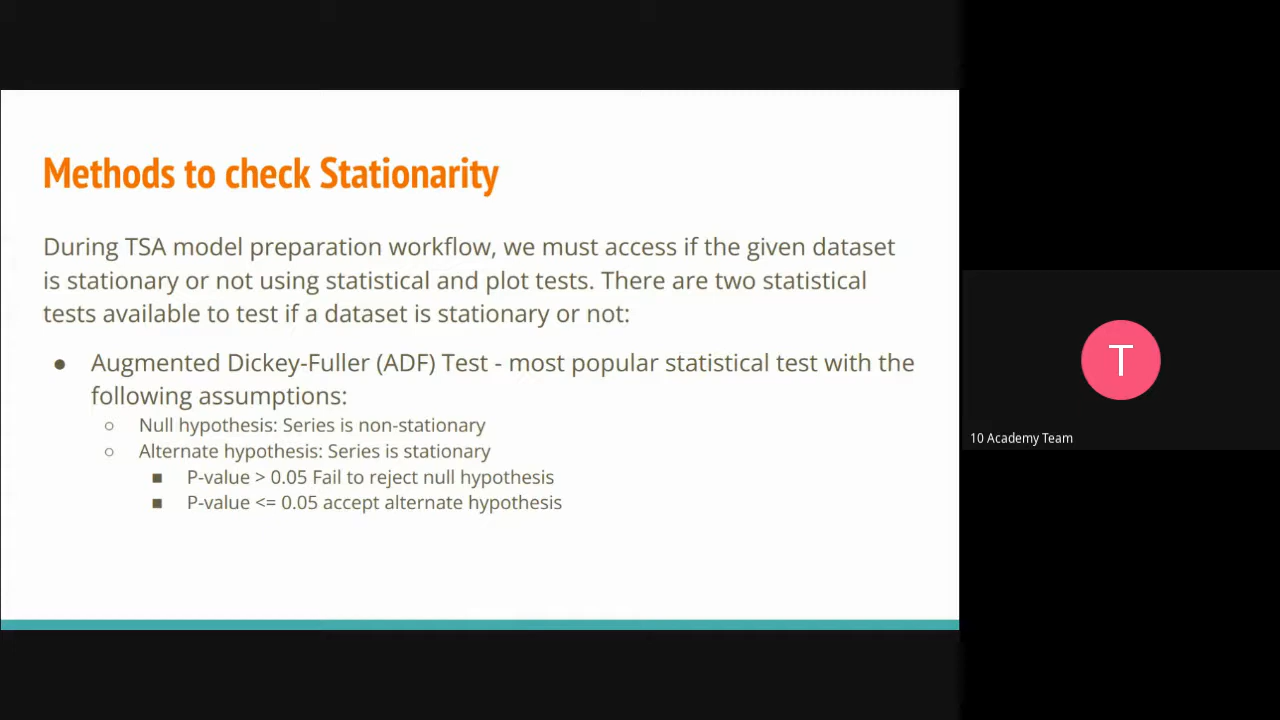 Methods to check Stationarity
During TSA model preparation workflow, we must access if the given dataset
is stationary or not using statistical and plot tests. There are two statistical
tests available to test if a dataset is stationary or not:
● Augmented Dickey-Fuller (ADF) Test - most popular statistical test with the
following assumptions:
○ Null hypothesis: Series is non-stationary
○ Alternate hypothesis: Series is stationary
■ P-value > 0.05 Fail to reject null hypothesis
■ P-value <= 0.05 accept alternate hypothesis
T
10 Academy Team